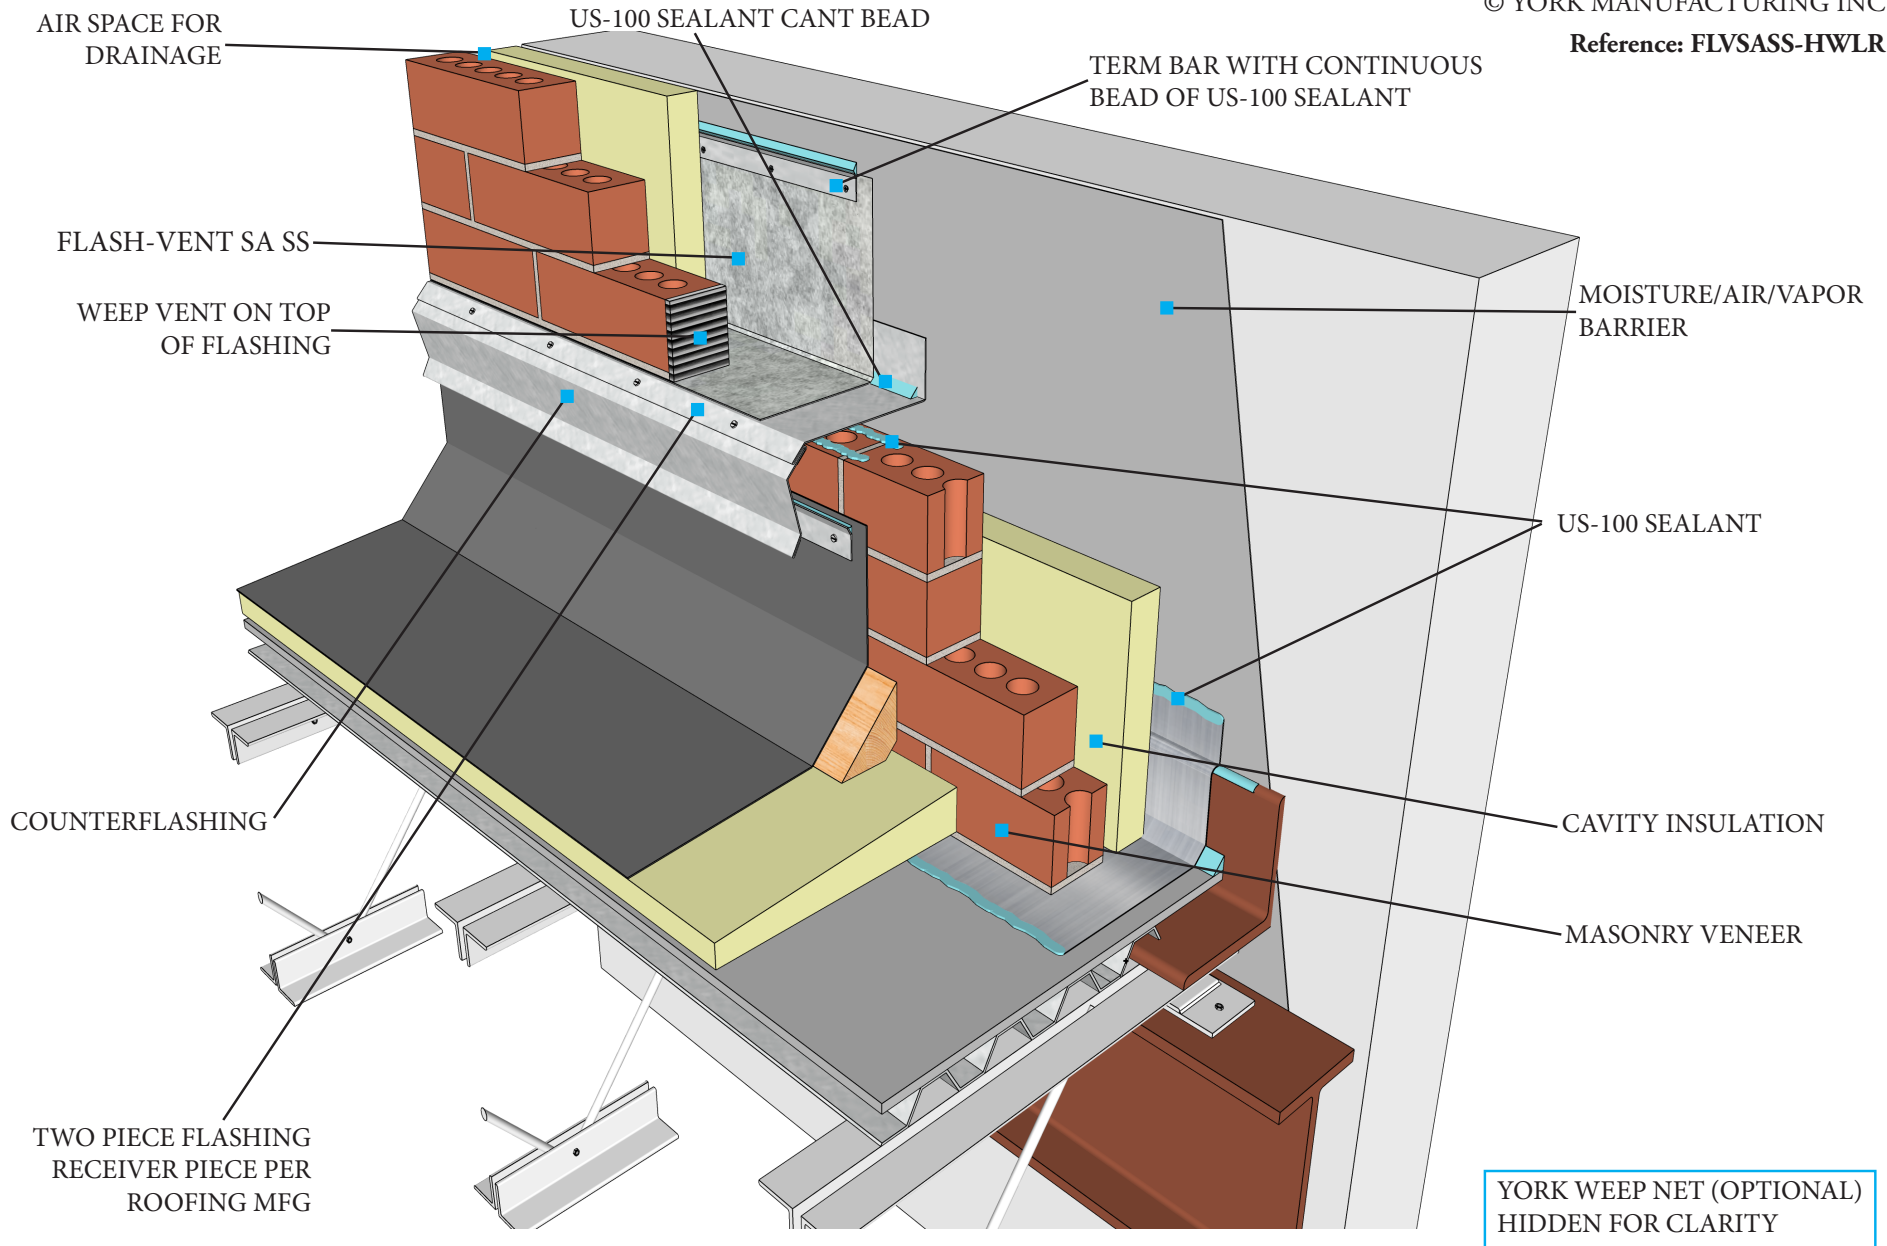 © YORK MANUFACTURING INC
Reference: FLVSASS-HWLR
AIR SPACE FOR
DRAINAGE
US-100 SEALANT CANT BEAD
TERM BAR WITH CONTINUOUS
BEAD OF US-100 SEALANT
FLASH-VENT SA SS
WEEP VENT ON TOP
OF FLASHING
MOISTURE/AIR/VAPOR
BARRIER
US-100 SEALANT
COUNTERFLASHING
CAVITY INSULATION
MASONRY VENEER
TWO PIECE FLASHING
RECEIVER PIECE PER
ROOFING MFG
YORK WEEP NET (OPTIONAL)
HIDDEN FOR CLARITY